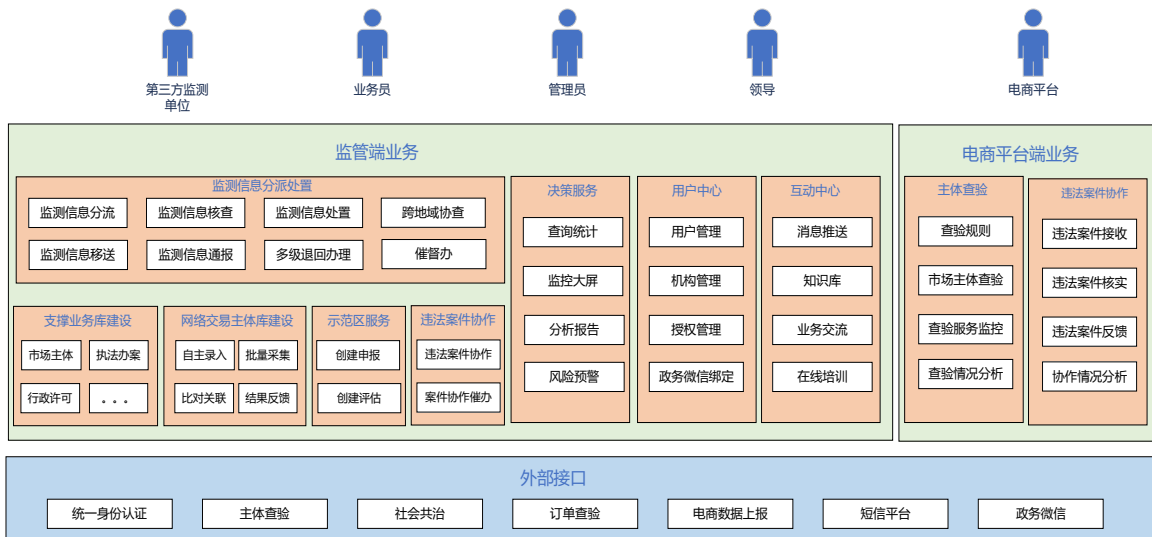 第三方监测
单位
业务员
管理员
领导
电商平台
监管端业务
监测信息分派处置
监测信息分流
监测信息核查
监测信息处置
跨地域协查
监测信息移送
监测信息通报
多级退回办理
催督办
支撑业务库建设
市场主体
执法办案
行政许可
。。。
网络交易主体库建设
自主录入
批量采集
比对关联
结果反馈
示范区服务
创建申报
创建评估
违法案件协作
违法案件协作
案件协作催办
决策服务
查询统计
监控大屏
分析报告
风险预警
用户中心
用户管理
机构管理
授权管理
政务微信绑定
互动中心
消息推送
知识库
业务交流
在线培训
电商平台端业务
主体查验
查验规则
市场主体查验
查验服务监控
查验情况分析
违法案件协作
违法案件接收
违法案件核实
违法案件反馈
协作情况分析
外部接口
统一身份认证
主体查验
社会共治
订单查验
电商数据上报
短信平台
政务微信